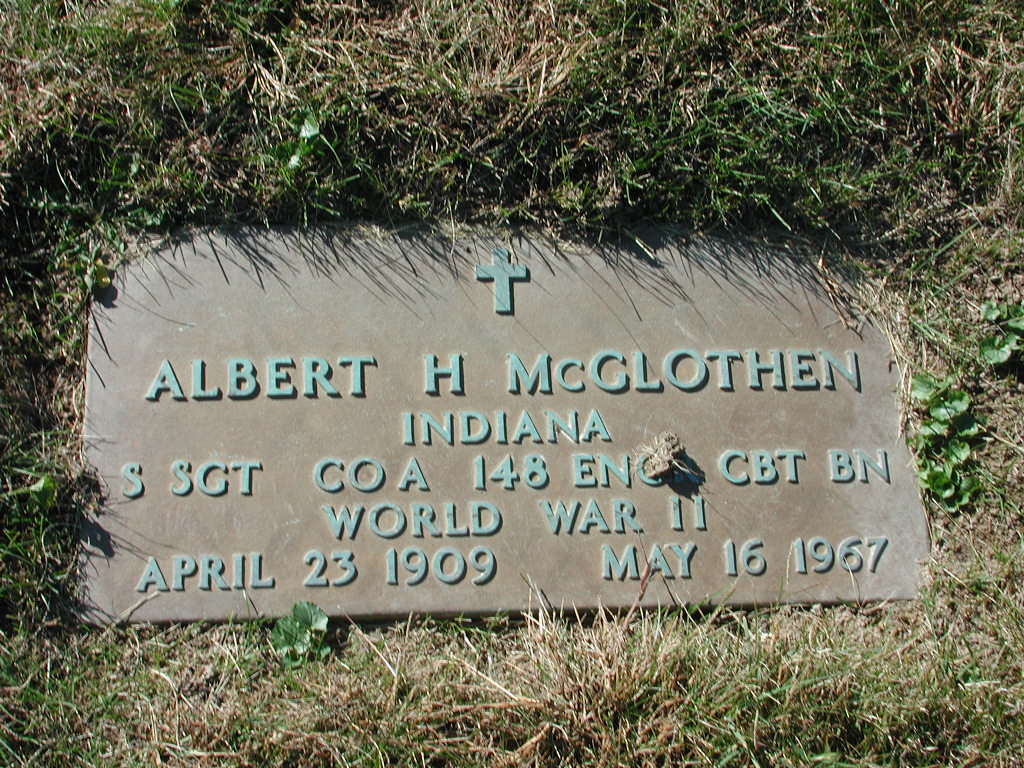 ALBERT H McGLOTHEN
INDIANA
S SGT CO A 148 CBT BN
WORLD WAR II
APRIL 23 1909 MAY 16 1967